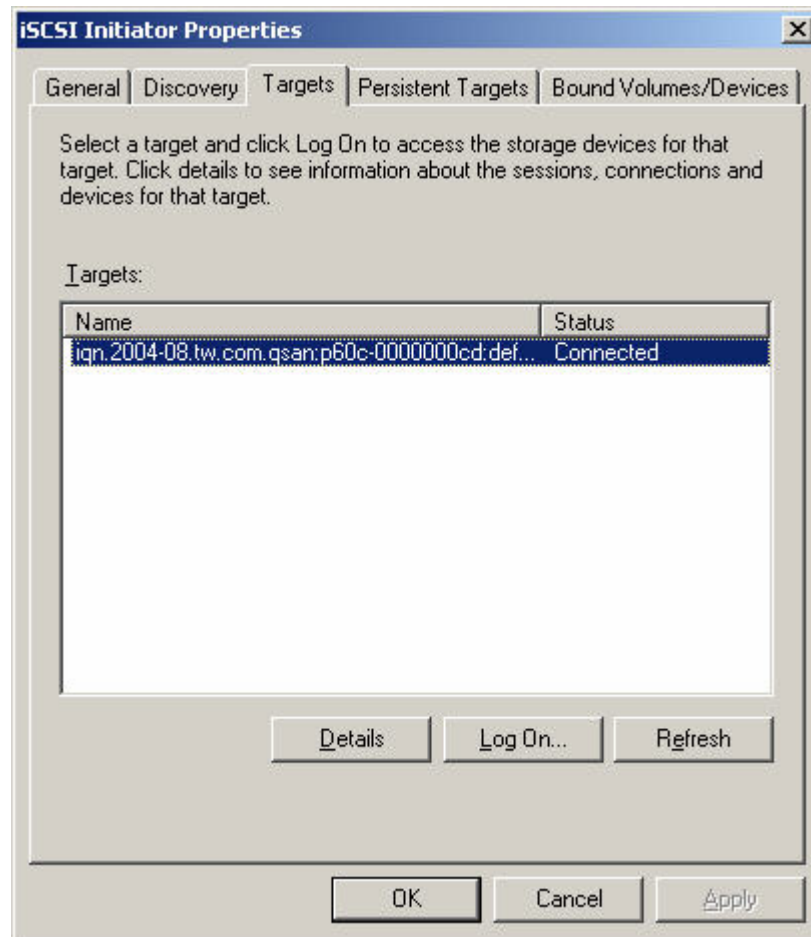 iSCSI Initiator Properties
General Discovery Targets Persistent Targets Bound Volumes/Devices
Select a target and click Log On to access the storage devices for that
target. Click details to see information about the sessions, connections and
devices for that target.
Targets:
Name Status
iqn.2004-08.tw.com.qsan:p60c-0000000cd:def... Connected
Details Log On... Refresh
OK Cancel Apply